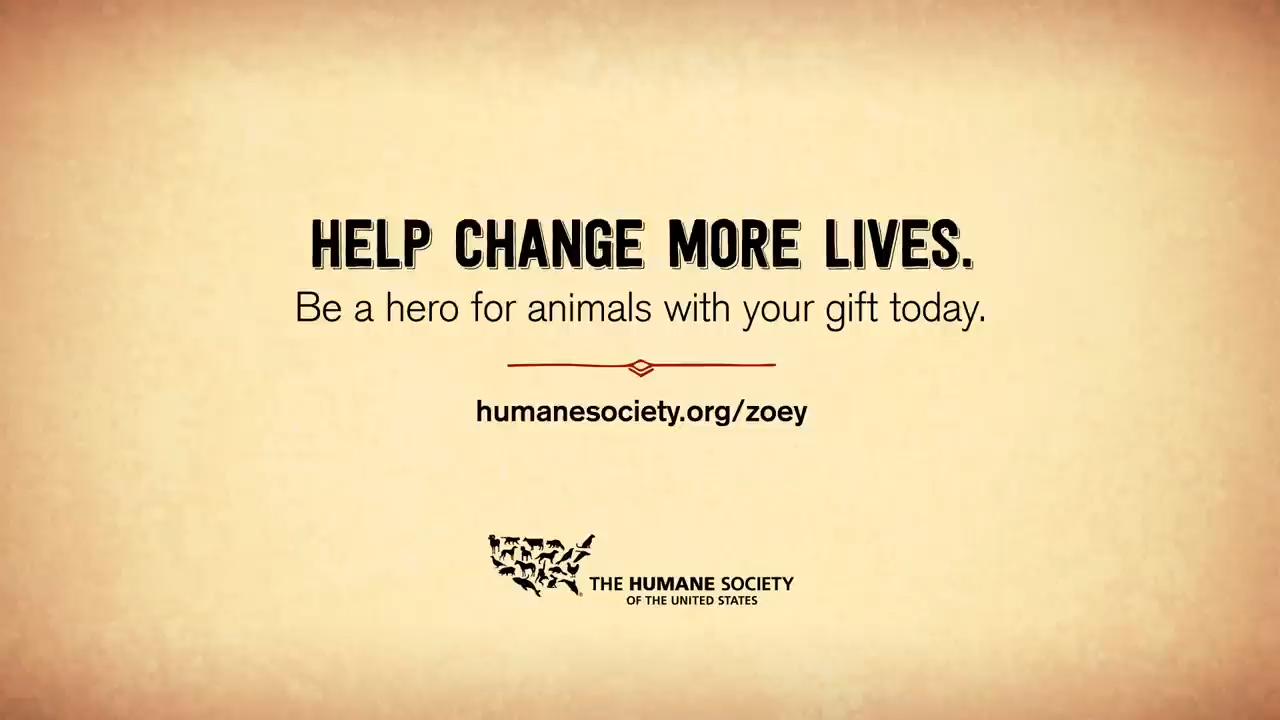 HELP CHANGE MORE LIVES.
Be a hero for animals with your gift today.
humanesociety.org/zoey
THE HUMANE SOCIETY
OF THE UNITED STATES